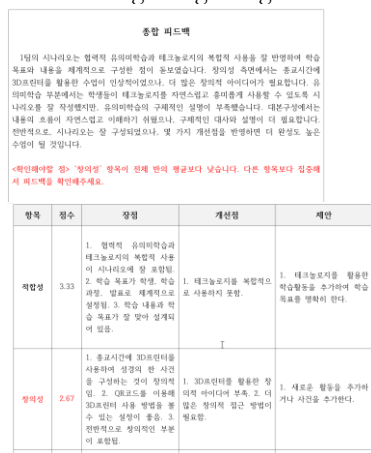 종합 피드백
1팀의 시나리오는 협력적 유의미학습과 테크놀로지의 복합적 사용을 잘 반영하여 학습
목표와 내용을 체계적으로 구성한 점이 돋보였습니다. 창의성 측면에서는 종교시간에
3D프린터를 활용한 수업이 인상적이었으나, 더 많은 창의적 아이디어가 필요합니다. 유
의미학습 부분에서는 학생들이 테크놀로지를 자연스럽고 흥미롭게 사용할 수 있도록 시
나리오를 잘 작성했지만, 유의미학습의 구체적인 설명이 부족했습니다. 대본구성에서는
내용의 흐름이 자연스럽고 이해하기 쉬웠으나, 구체적인 대사와 설명이 더 필요합니다.
전반적으로, 시나리오는 잘 구성되었으나, 몇 가지 개선점을 반영하면 더 완성도 높은
수업이 될 것입니다.
<확인해야할 점> '창의성' 항목이 전체 반의 평균보다 낮습니다. 다른 항목보다 집중해
서 피드백을 확인해주세요.
항목 점수 장점 개선점 제안
적합성 3.33
1. 협력적 유의미학습과
테크놀로지의 복합적 사용
이 시나리오에 잘 포함됨.
2. 학습 목표가 학생, 학습
과정, 발표로 체계적으로
설정됨. 3. 학습 내용과 학
습 목표가 잘 맞아 설계되
어 있음.
1. 테크놀로지를 복합적으
로 사용하지 못함.
1. 테크놀로지를 활용한
학습활동을 추가하여 학습
목표를 명확히 한다.
창의성 2.67
1. 종교시간에 3D프린터를
사용하여 성경의 한 사건
을 구성하는 것이 창의적
임. 2. QR코드를 이용해
3D프린터 사용 방법을 볼
수 있는 설정이 좋음. 3.
전반적으로 창의적인 부분
이 포함됨.
1. 3D프린터를 활용한 창
의적 아이디어 부족. 2. 더
많은 창의적 접근 방법이
필요함.
1. 새로운 활동을 추가하
거나 사건을 추가한다.